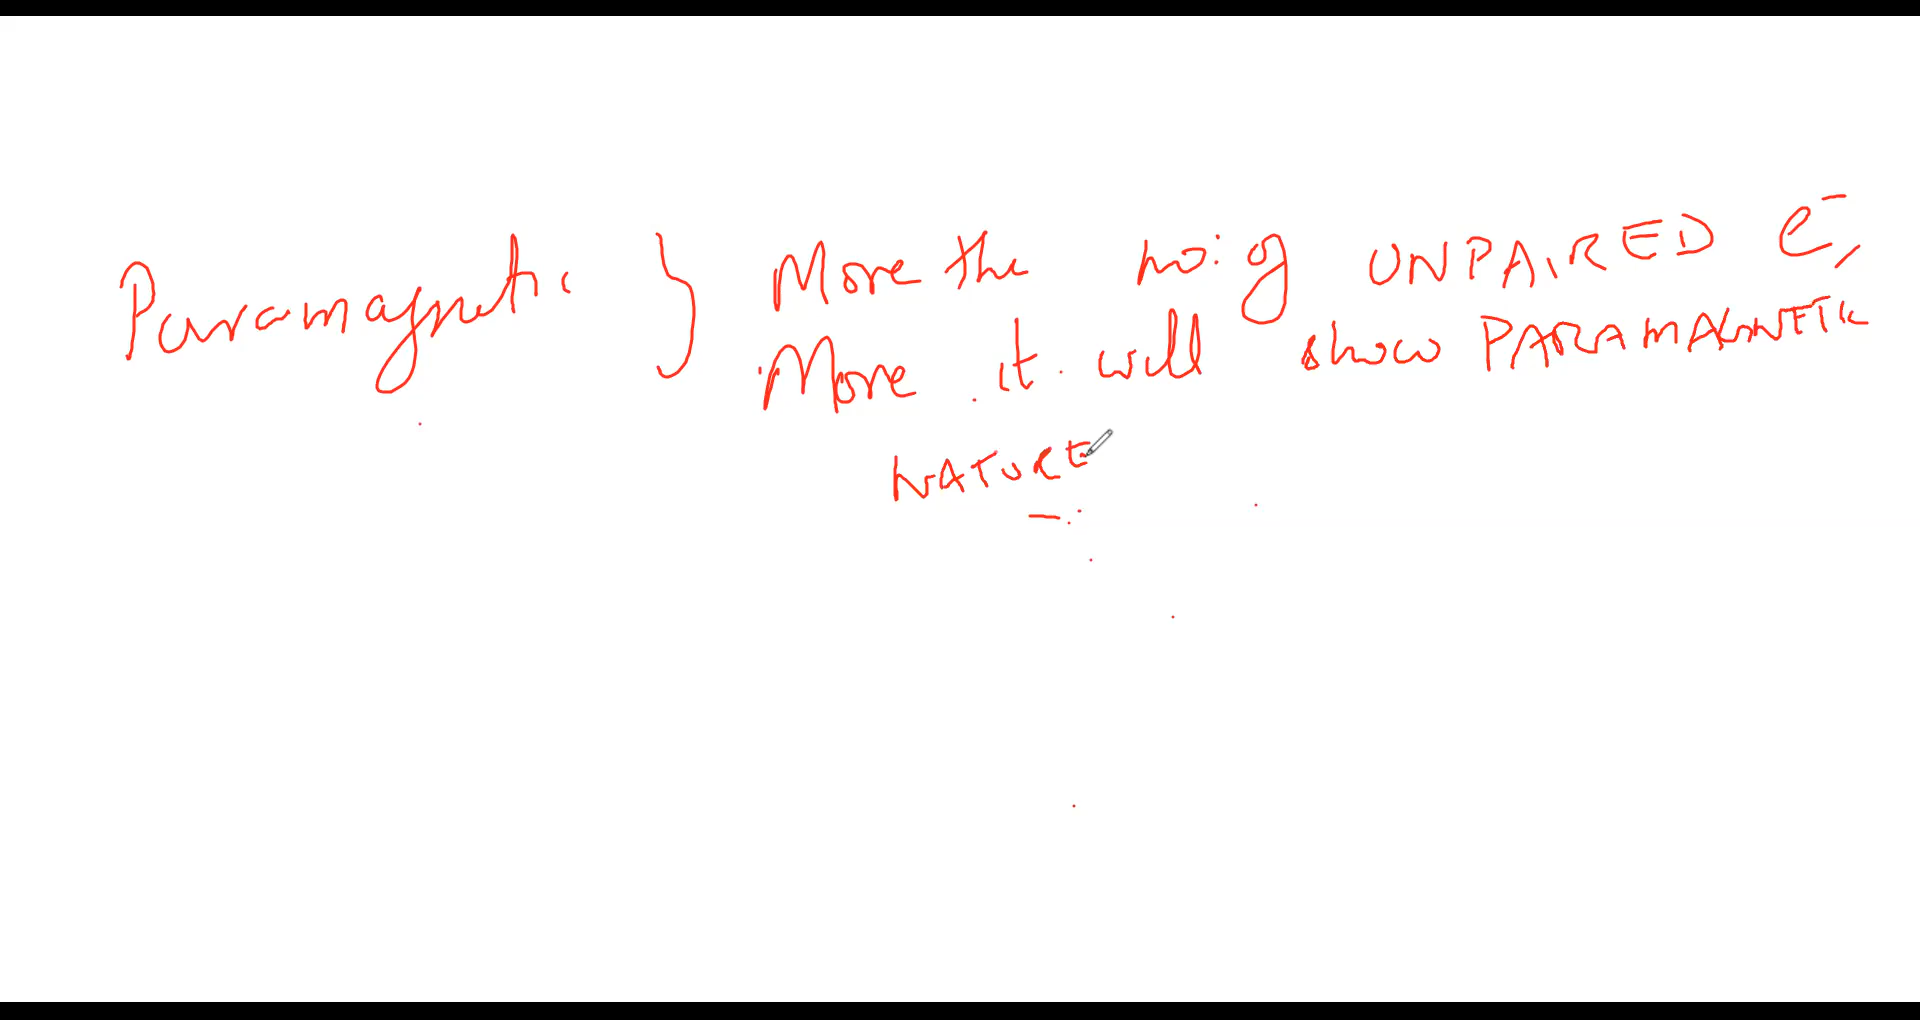 Paramagnetic } More the no: of UNPAIRED e-,
More it will show PARAMAGNETIC
NATURE